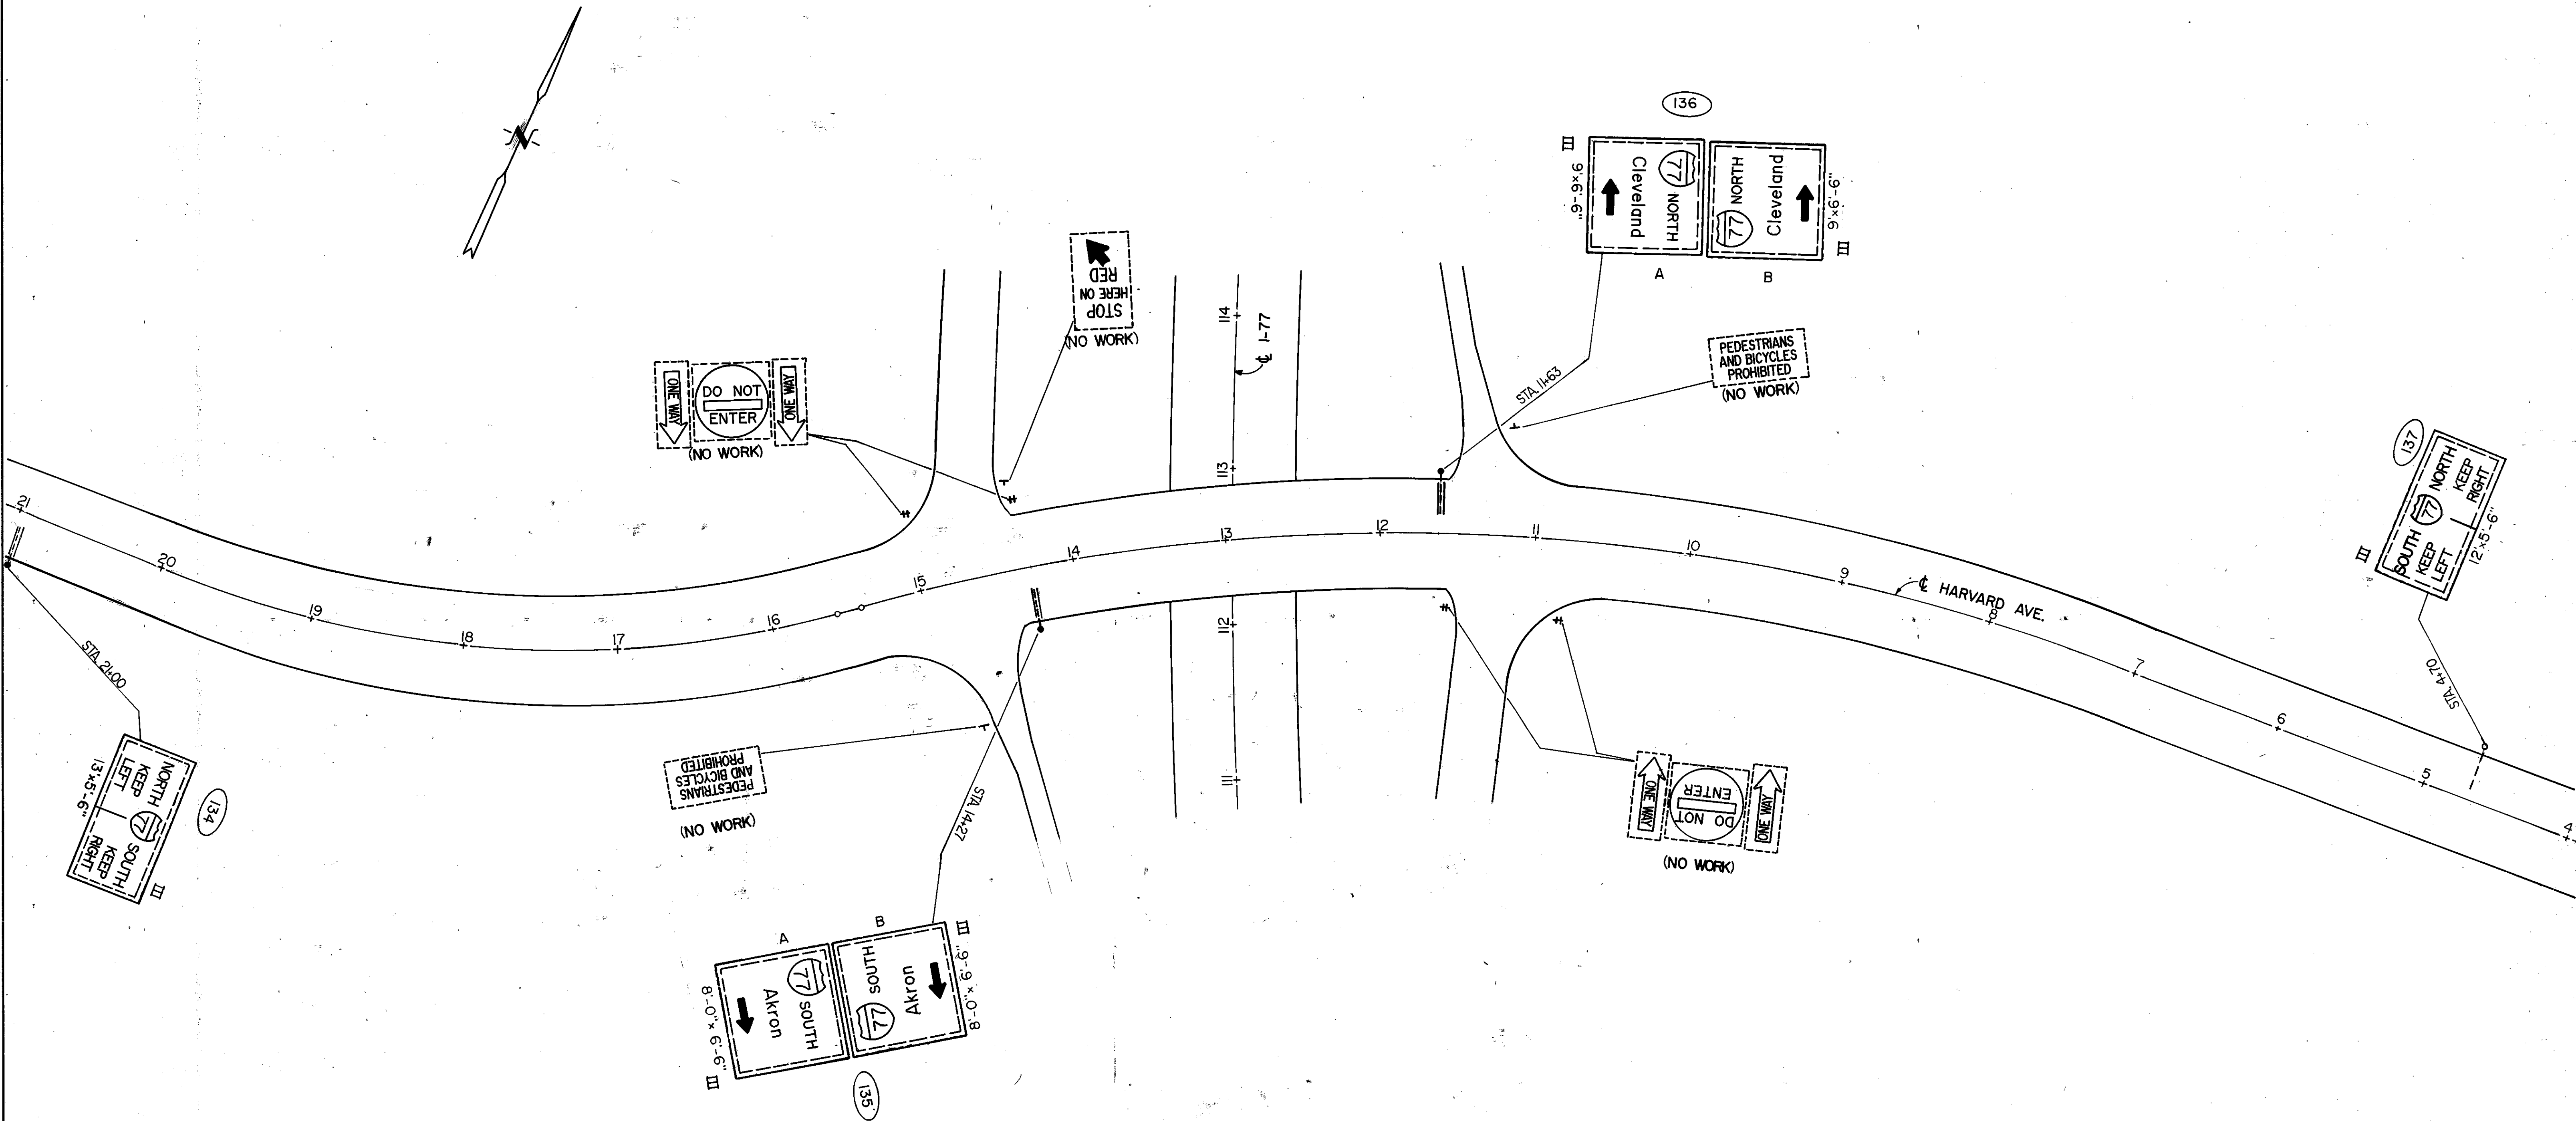 136
III
9'×6'-6"
77 NORTH
Cleveland
A
NORTH
77
Cleveland
B
9'×6'-6"
III
STOP
HERE ON
RED
(NO WORK)
114
℄ I-77
113
112
111
ONE WAY
DO NOT
ENTER
ONE WAY
(NO WORK)
STA. 11+63
PEDESTRIANS
AND BICYCLES
PROHIBITED
(NO WORK)
137
NORTH
77
SOUTH
KEEP
RIGHT
KEEP
LEFT
12'×5'-6"
III
STA. 4+70
21
20
19
18
17
16
15
14
13
12
11
10
9
8
7
6
5
4
℄ HARVARD AVE.
STA. 21+00
NORTH 77 SOUTH
KEEP
LEFT
KEEP
RIGHT
13'×5'-6"
III
134
PEDESTRIANS
AND BICYCLES
PROHIBITED
(NO WORK)
STA. 14+27
A
77 SOUTH
Akron
8'-0"× 6'-6"
III
B
SOUTH
77
Akron
8'-0"× 6'-6"
III
135
ONE WAY
DO NOT
ENTER
ONE WAY
(NO WORK)